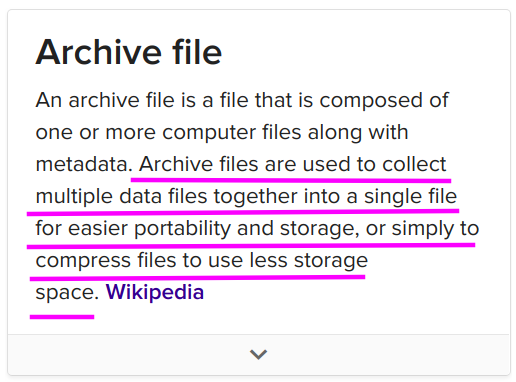 Archive file
An archive file is a file that is composed of
one or more computer files along with
metadata. Archive files are used to collect
multiple data files together into a single file
for easier portability and storage, or simply to
compress files to use less storage
space. Wikipedia